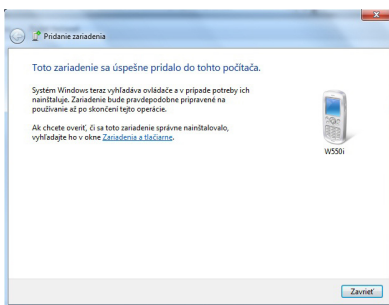 Pridanie zariadenia
Toto zariadenie sa úspešne pridalo do tohto počítača.
Systém Windows teraz vyhľadáva ovládače a v prípade potreby ich
nainštaluje. Zariadenie bude pravdepodobne pripravené na
používanie až po skončení tejto operácie.
Ak chcete overiť, či sa toto zariadenie správne nainštalovalo,
vyhľadajte ho v okne Zariadenia a tlačiarne.
W550i
Zavrieť